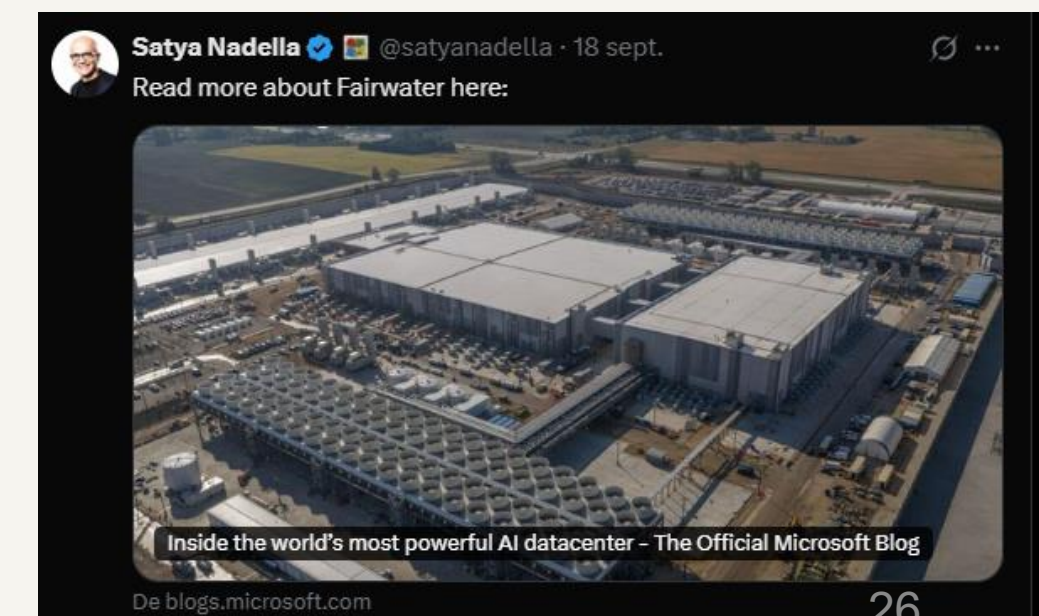 Satya Nadella @satyanadella · 18 sept.
Read more about Fairwater here:
Inside the world's most powerful AI datacenter – The Official Microsoft Blog
De blogs.microsoft.com
26